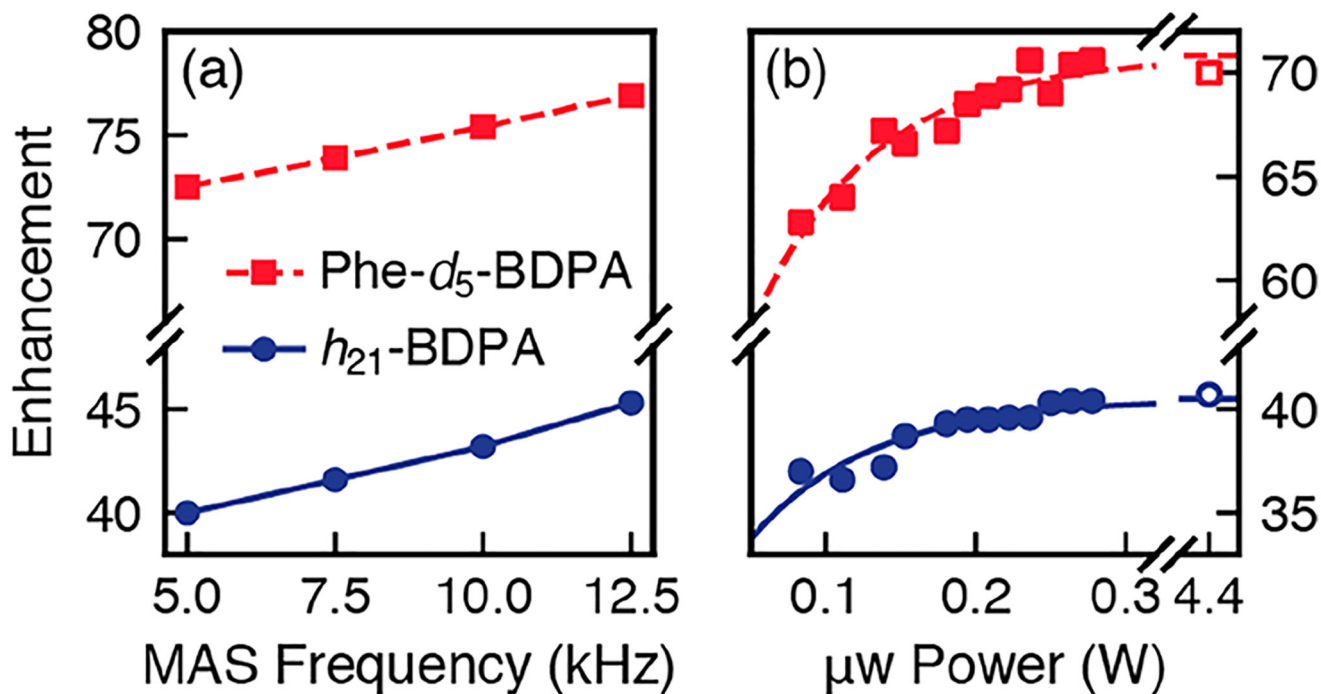 Enhancement
80
75
70
45
40
(a)
Phe-d5-BDPA
h21-BDPA
5.0 7.5 10.0 12.5
MAS Frequency (kHz)
(b)
70
65
60
40
35
0.1 0.2 0.3 4.4
μw Power (W)